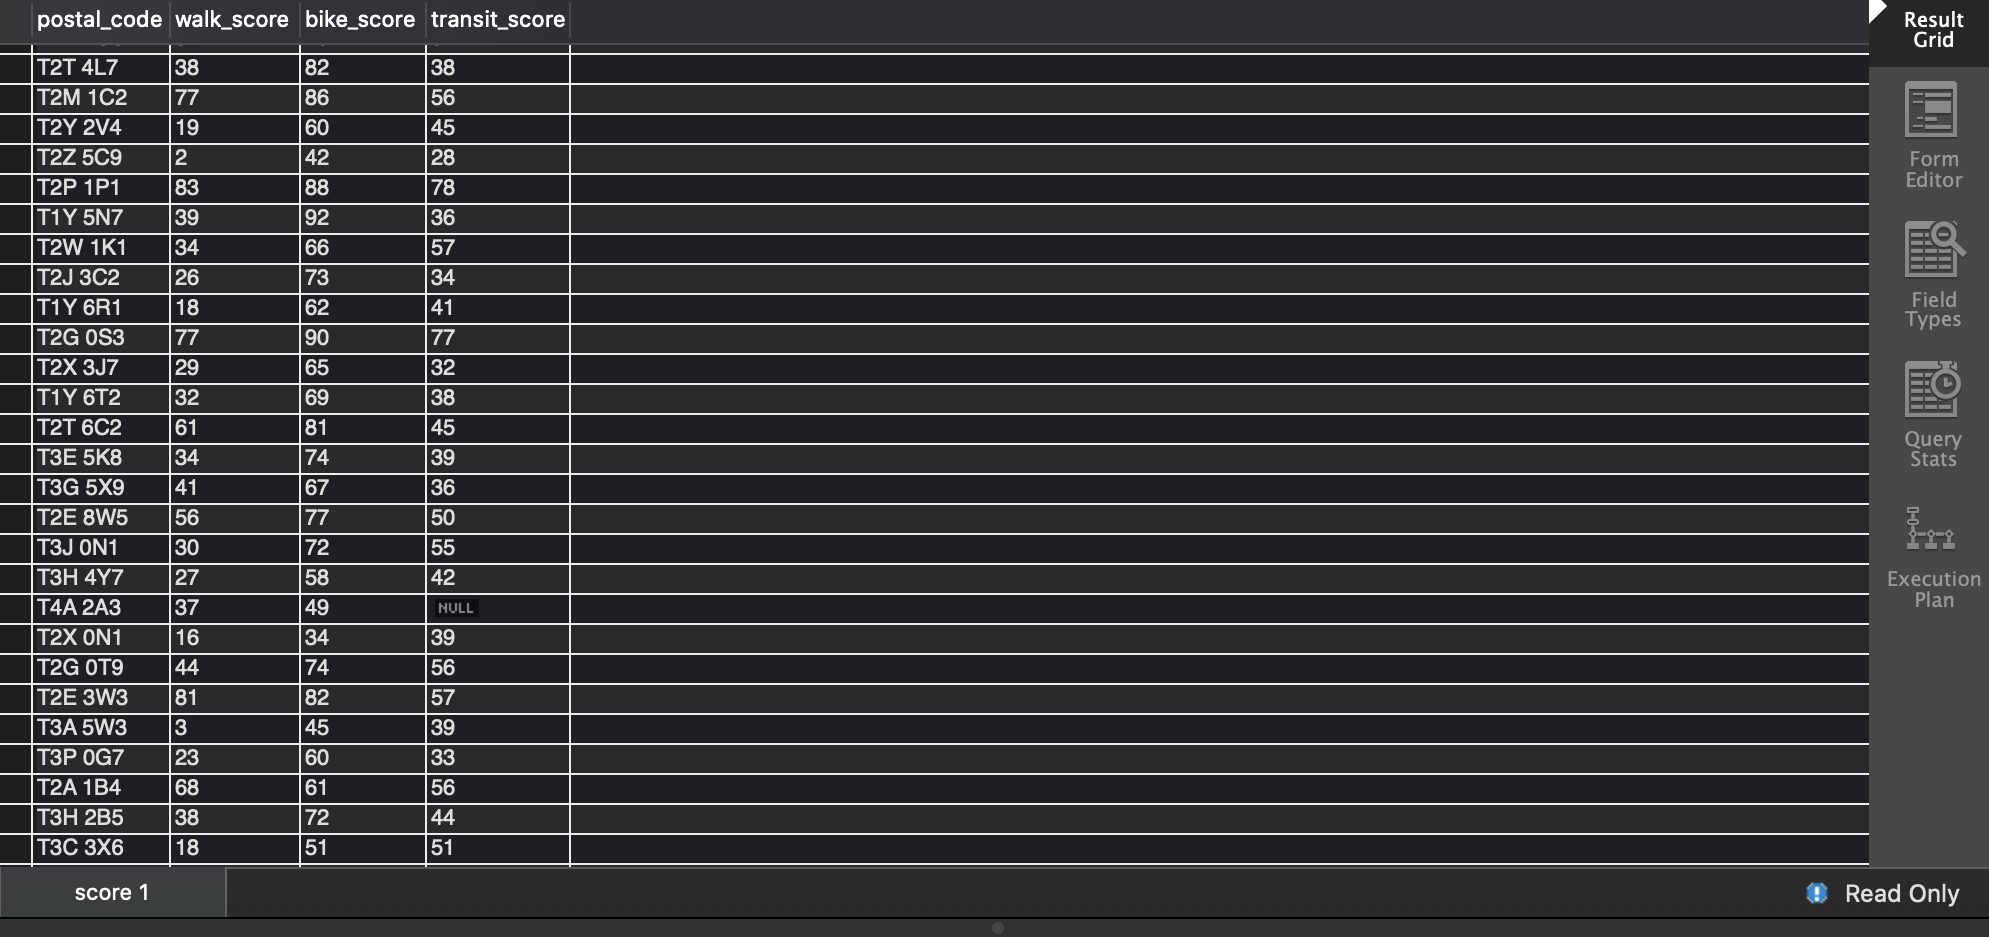 postal_code walk_score bike_score transit_score
T2T 4L7 38 82 38
T2M 1C2 77 86 56
T2Y 2V4 19 60 45
T2Z 5C9 2 42 28
T2P 1P1 83 88 78
T1Y 5N7 39 92 36
T2W 1K1 34 66 57
T2J 3C2 26 73 34
T1Y 6R1 18 62 41
T2G 0S3 77 90 77
T2X 3J7 29 65 32
T1Y 6T2 32 69 38
T2T 6C2 61 81 45
T3E 5K8 34 74 39
T3G 5X9 41 67 36
T2E 8W5 56 77 50
T3J 0N1 30 72 55
T3H 4Y7 27 58 42
T4A 2A3 37 49 NULL
T2X 0N1 16 34 39
T2G 0T9 44 74 56
T2E 3W3 81 82 57
T3A 5W3 3 45 39
T3P 0G7 23 60 33
T2A 1B4 68 61 56
T3H 2B5 38 72 44
T3C 3X6 18 51 51
Result
Grid
Form
Editor
Field
Types
Query
Stats
Execution
Plan
score 1
Read Only